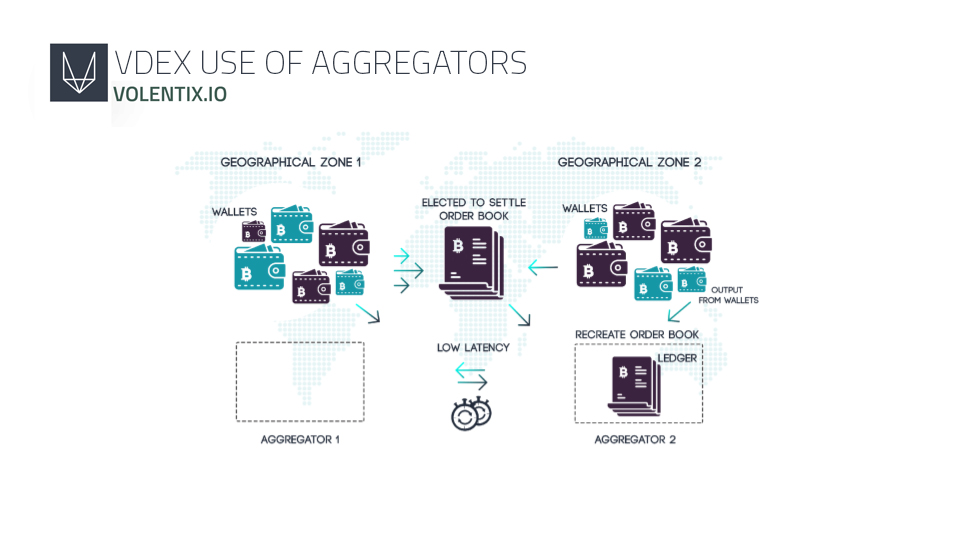 VDEX USE OF AGGREGATORS
VOLENTIX.IO
GEOGRAPHICAL ZONE 1
GEOGRAPHICAL ZONE 2
WALLETS
ELECTED TO SETTLE
ORDER BOOK
WALLETS
OUTPUT
FROM WALLETS
LOW LATENCY
RECREATE ORDER BOOK
LEDGER
AGGREGATOR 1
AGGREGATOR 2